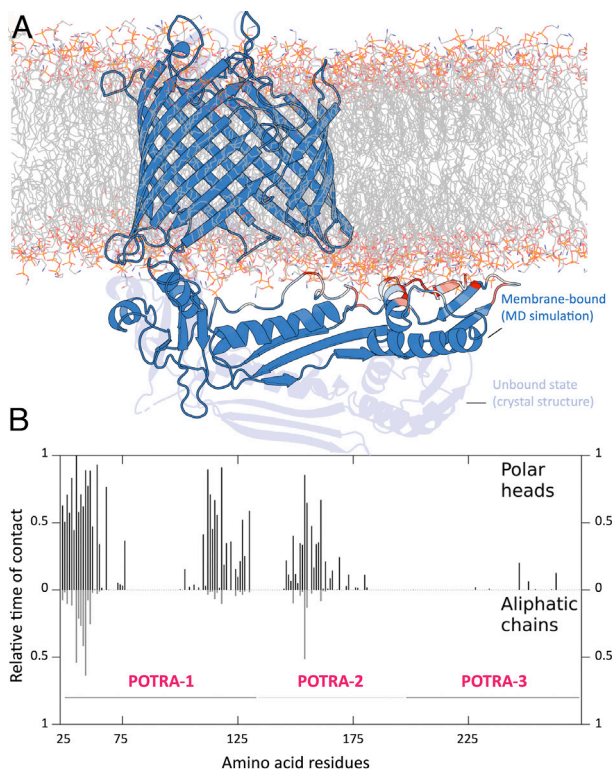 A
Membrane-bound
(MD simulation)
Unbound state
(crystal structure)
B
Relative time of contact
1
0.5
0
0.5
1
Polar
heads
Aliphatic
chains
POTRA-1
POTRA-2
POTRA-3
1
0.5
0
0.5
1
25
75
125
175
225
Amino acid residues